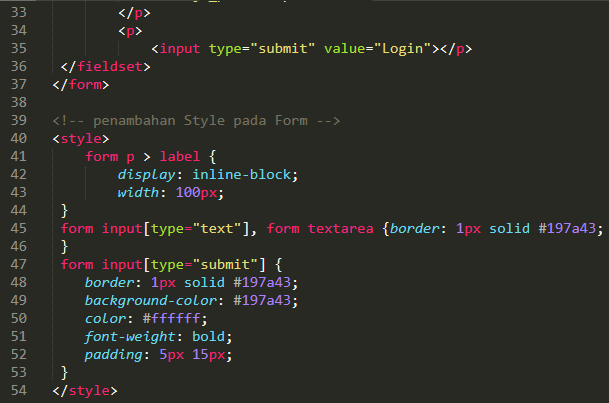 33 </p>
34 <p>
35 <input type="submit" value="Login"></p>
36 </fieldset>
37 </form>
38
39 <!-- penambahan Style pada Form -->
40 <style>
41 form p > label {
42 display: inline-block;
43 width: 100px;
44 }
45 form input[type="text"], form textarea {border: 1px solid #197a43;
46 }
47 form input[type="submit"] {
48 border: 1px solid #197a43;
49 background-color: #197a43;
50 color: #ffffff;
51 font-weight: bold;
52 padding: 5px 15px;
53 }
54 </style>